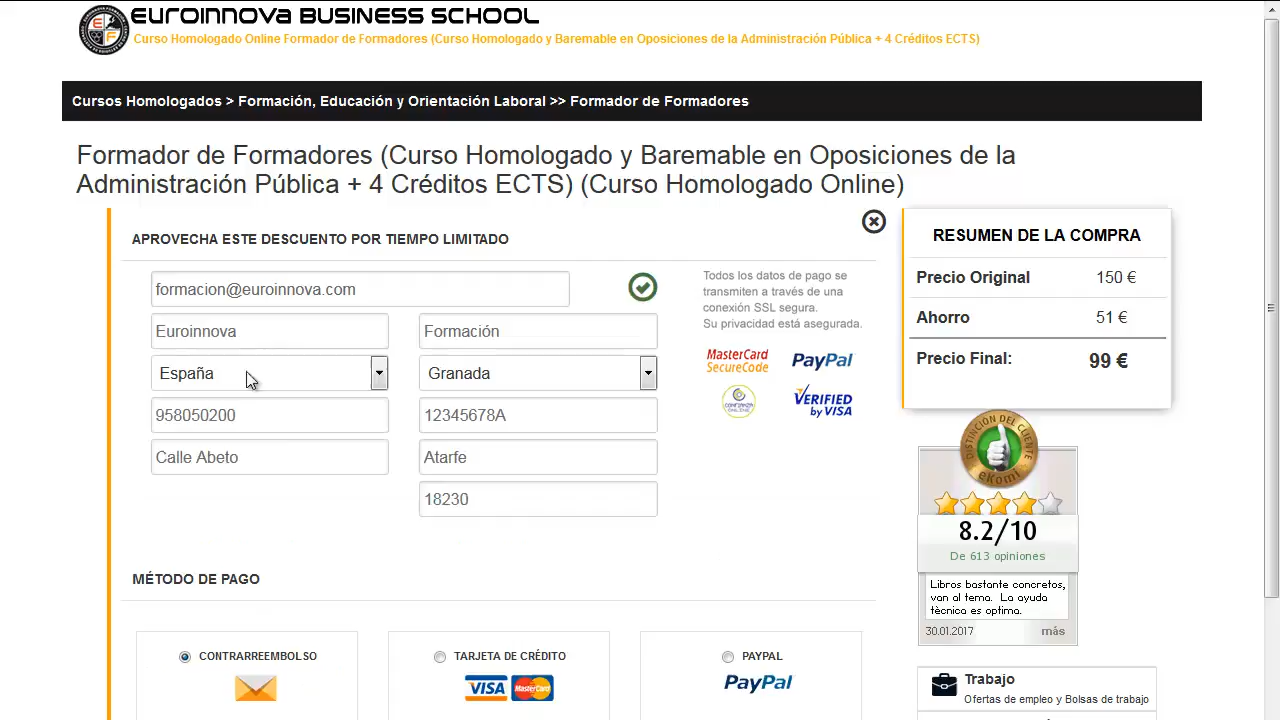 EUROINNOVA BUSINESS SCHOOL
Curso Homologado Online Formador de Formadores (Curso Homologado y Baremable en Oposiciones de la Administración Pública + 4 Créditos ECTS)
Cursos Homologados > Formación, Educación y Orientación Laboral >> Formador de Formadores
Formador de Formadores (Curso Homologado y Baremable en Oposiciones de la
Administración Pública + 4 Créditos ECTS) (Curso Homologado Online)
APROVECHA ESTE DESCUENTO POR TIEMPO LIMITADO
formacion@euroinnova.com
Euroinnova
Formación
España
Granada
958050200
12345678A
Calle Abeto
Atarfe
18230
Todos los datos de pago se
transmiten a través de una
conexión SSL segura.
Su privacidad está asegurada.
MasterCard
SecureCode
PayPal
CONFIANZA
ONLINE
VERIFIED
by VISA
RESUMEN DE LA COMPRA
Precio Original 150 €
Ahorro 51 €
Precio Final: 99 €
DISTINCIÓN DEL CLIENTE
eKomi
8.2/10
De 613 opiniones
Libros bastante concretos,
van al tema. La ayuda
tècnica es optima.
30.01.2017 más
MÉTODO DE PAGO
CONTRARREEMBOLSO
TARJETA DE CRÉDITO
VISA MasterCard
PAYPAL
PayPal
Trabajo
Ofertas de empleo y Bolsas de trabajo